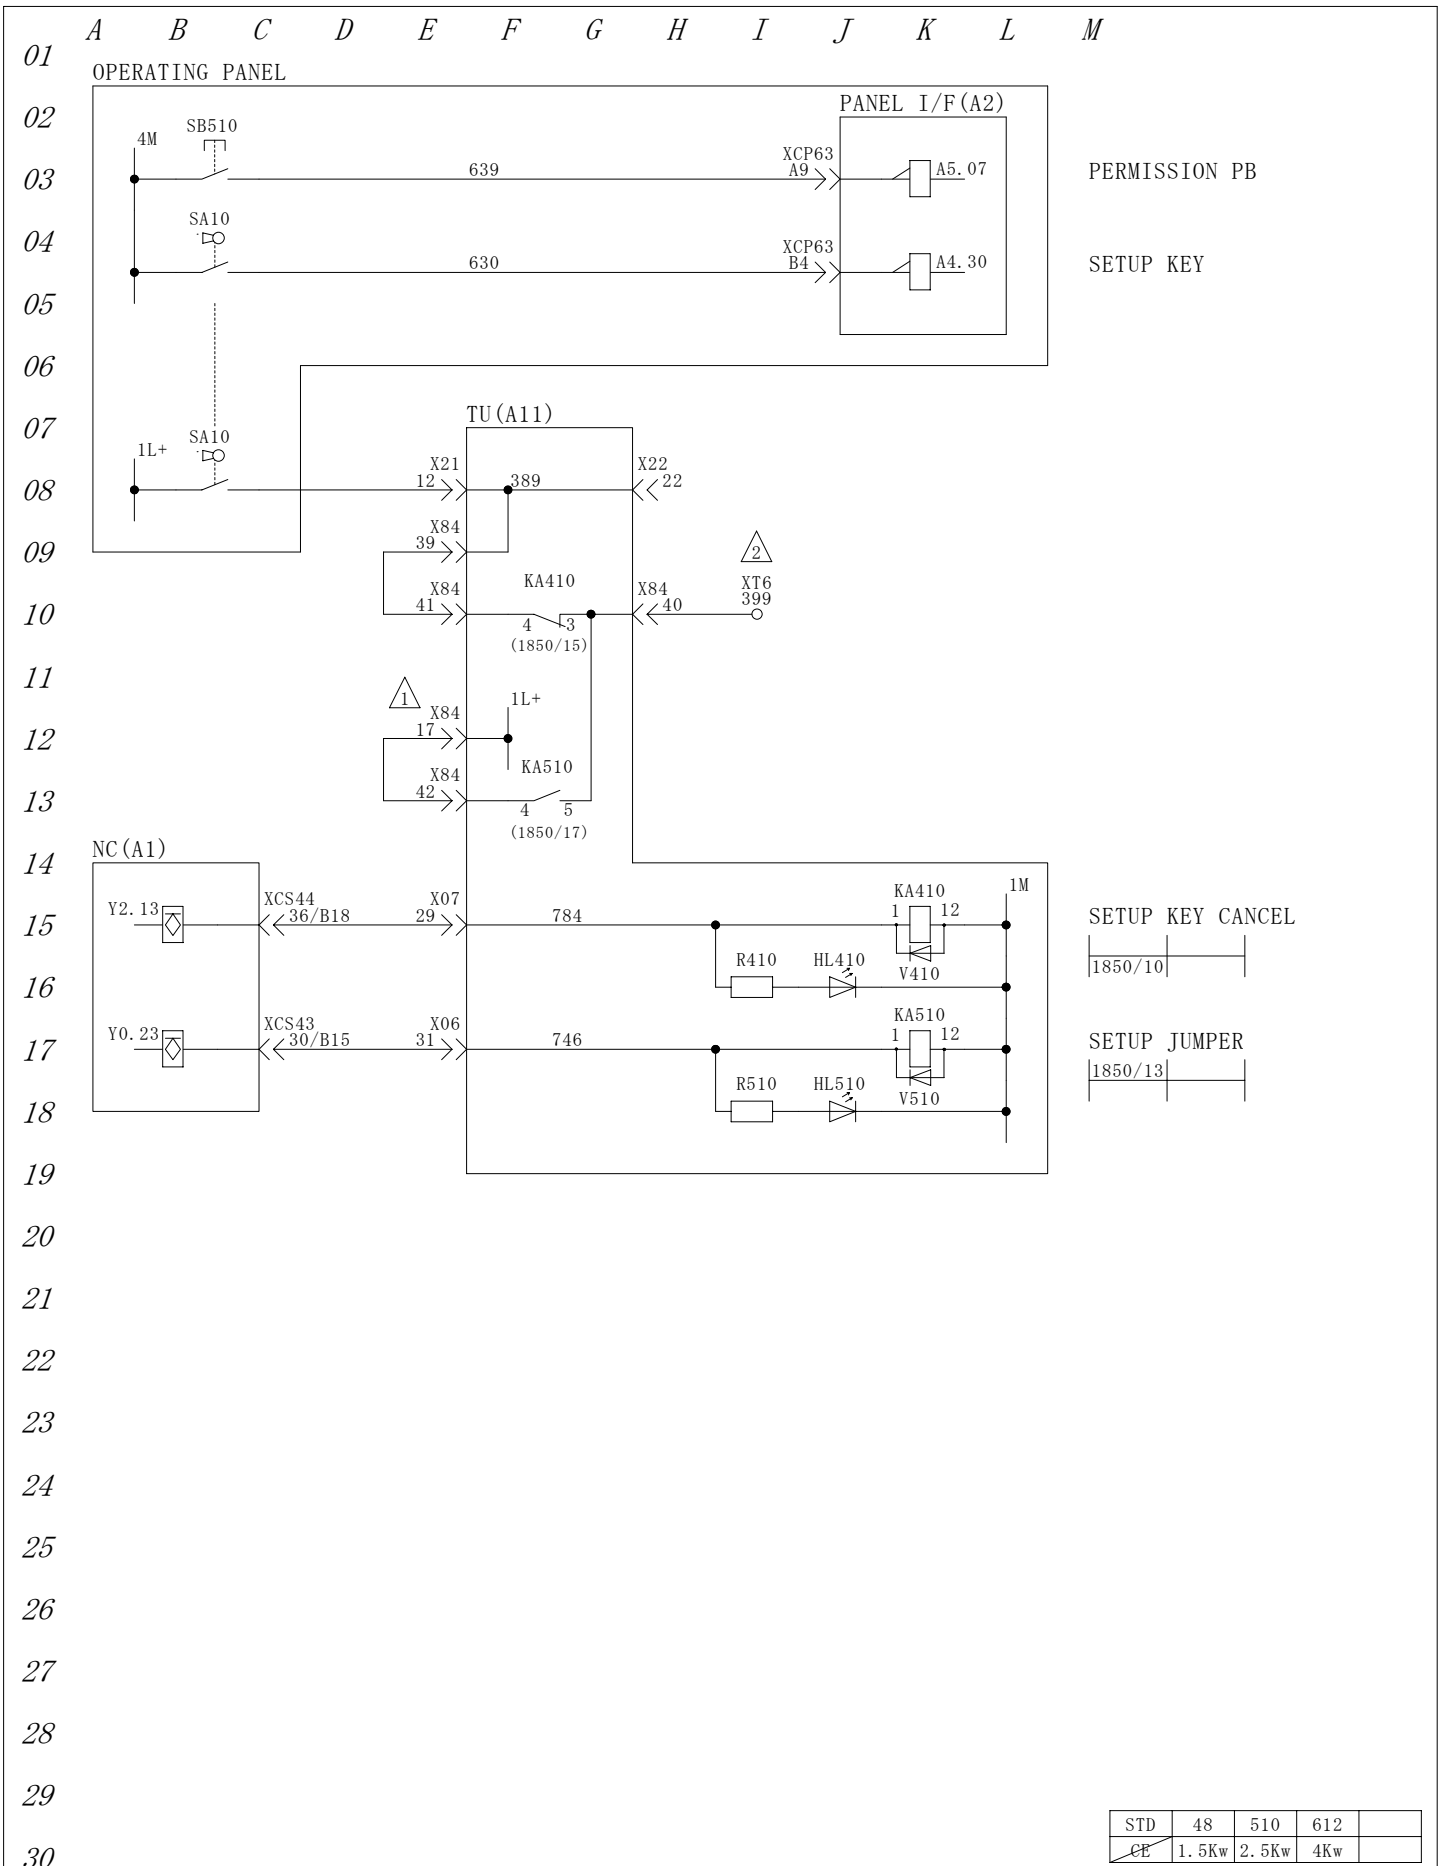 A B C D E F G H I J K L M
01
OPERATING PANEL
02
PANEL I/F(A2)
4M
SB510
03
639
XCP63
A9
A5.07
PERMISSION PB
SA10
04
630
XCP63
B4
A4.30
SETUP KEY
05
06
07
TU(A11)
1L+
SA10
X21
12
389
X22
22
08
X84
39
09
2
X84
41
KA410
X84
40
XT6
399
10
4 3
(1850/15)
11
1
1L+
X84
17
12
X84
42
KA510
13
4 5
(1850/17)
14
NC(A1)
Y2.13
XCS44
36/B18
X07
29
784
KA410
1 12
1M
15
SETUP KEY CANCEL
1850/10
R410
HL410
V410
16
Y0.23
XCS43
30/B15
X06
31
746
KA510
1 12
17
SETUP JUMPER
1850/13
R510
HL510
V510
18
19
20
21
22
23
24
25
26
27
28
29
STD 48 510 612
30
CE 1.5Kw 2.5Kw 4Kw